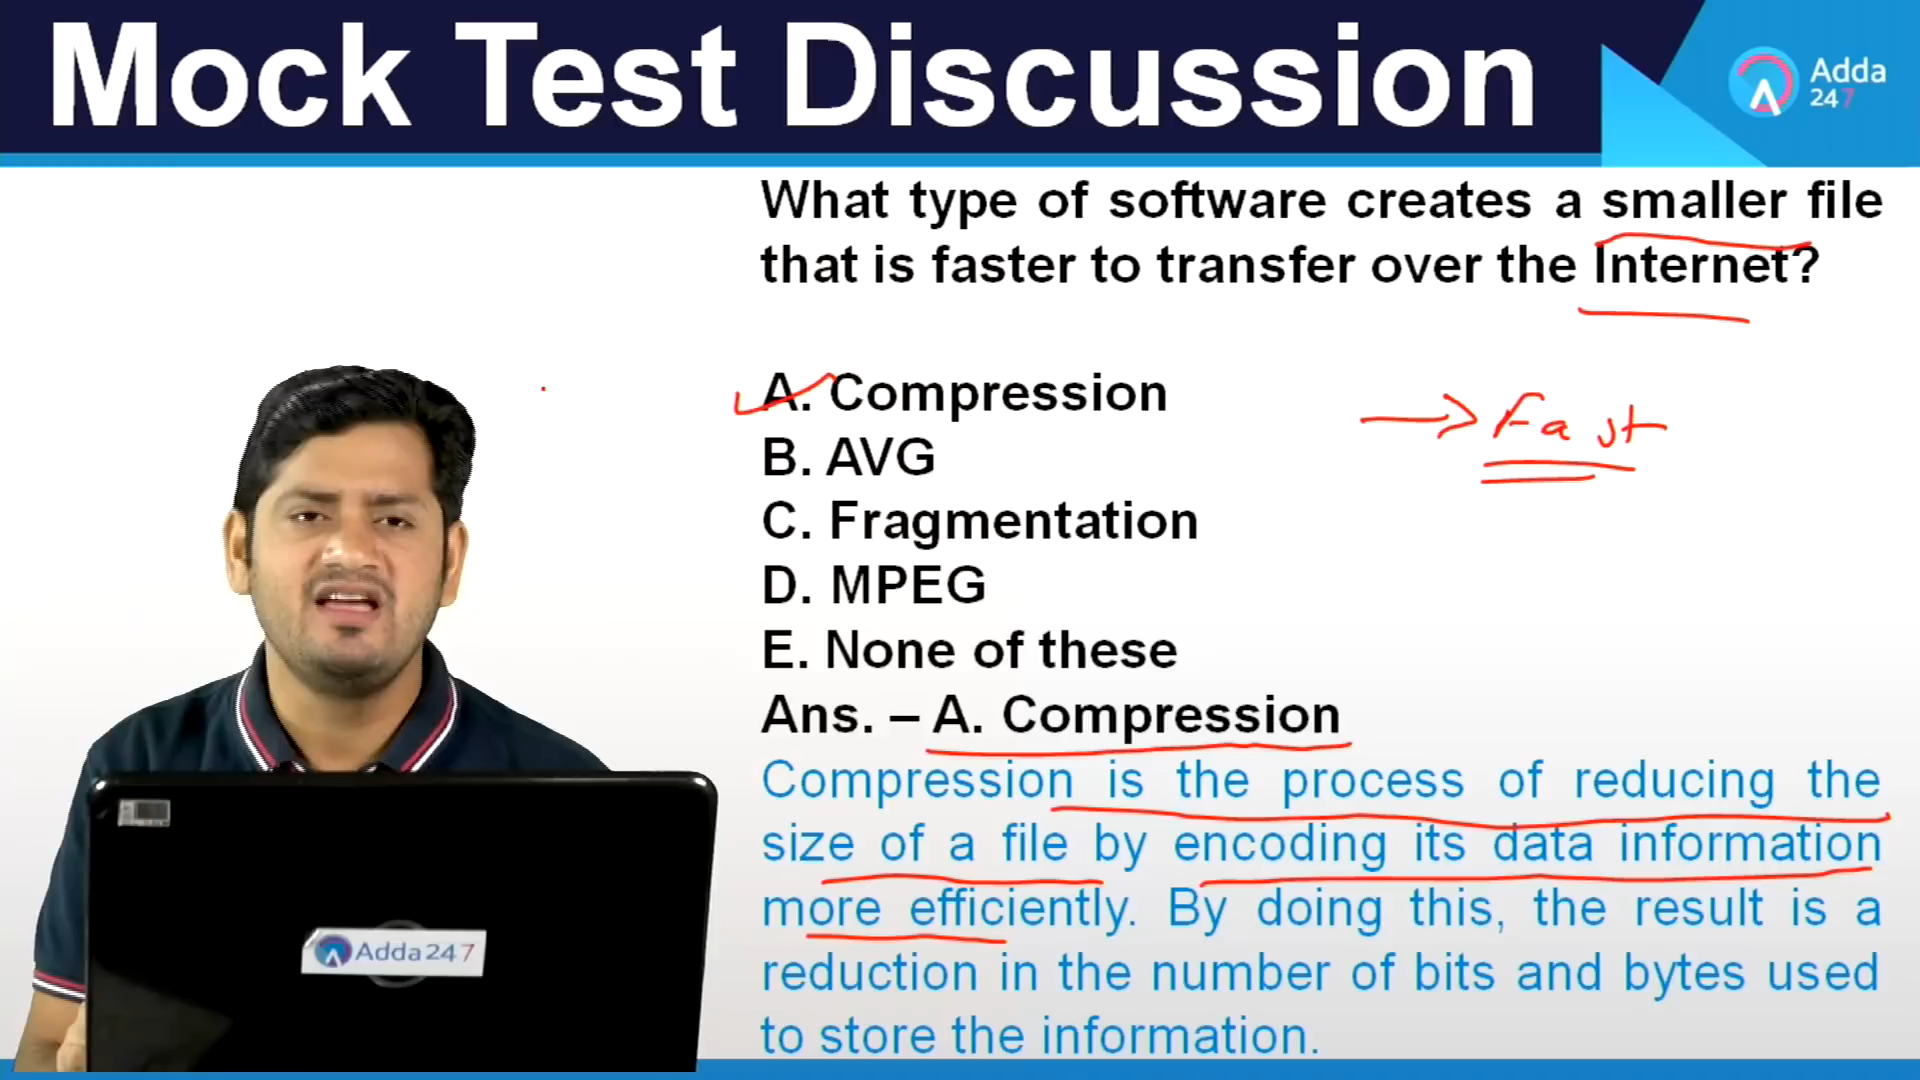 Mock Test Discussion
Adda
247
What type of software creates a smaller file
that is faster to transfer over the Internet?
A. Compression
Fast
B. AVG
C. Fragmentation
D. MPEG
E. None of these
Ans. – A. Compression
Compression is the process of reducing the
size of a file by encoding its data information
more efficiently. By doing this, the result is a
reduction in the number of bits and bytes used
to store the information.
Adda247